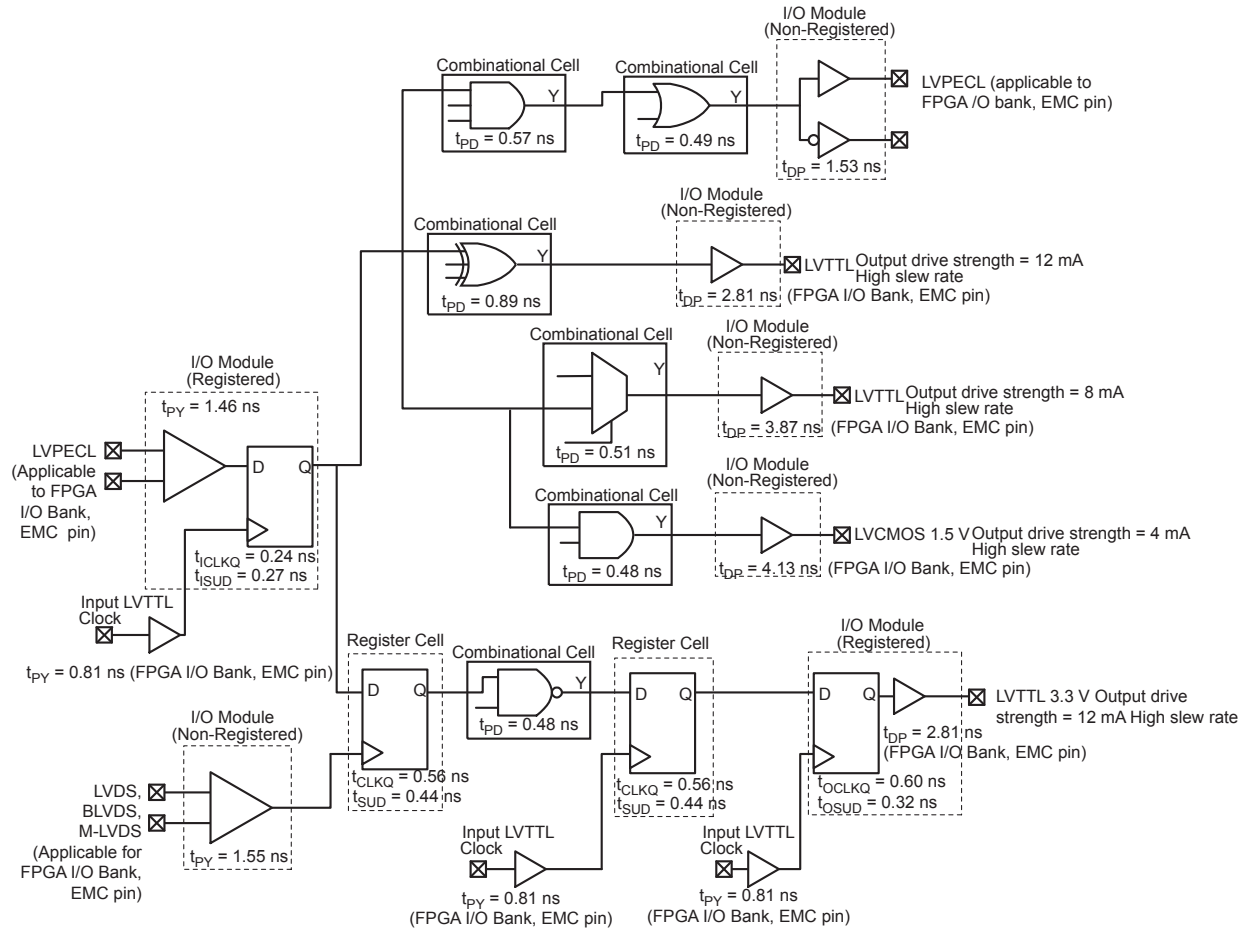 I/O Module
(Non-Registered)
Combinational Cell
Y
tPD = 0.57 ns
Combinational Cell
Y
tPD = 0.49 ns
tDP = 1.53 ns
LVPECL (applicable to
FPGA /O bank, EMC pin)
Combinational Cell
Y
tPD = 0.89 ns
I/O Module
(Non-Registered)
tDP = 2.81 ns
LVTTL Output drive strength = 12 mA
High slew rate
(FPGA I/O Bank, EMC pin)
Combinational Cell
Y
tPD = 0.51 ns
I/O Module
(Non-Registered)
tDP = 3.87 ns
LVTTL Output drive strength = 8 mA
High slew rate
(FPGA I/O Bank, EMC pin)
Combinational Cell
Y
tPD = 0.48 ns
I/O Module
(Non-Registered)
tDP = 4.13 ns
LVCMOS 1.5 V Output drive strength = 4 mA
High slew rate
(FPGA I/O Bank, EMC pin)
I/O Module
(Registered)
tPY = 1.46 ns
LVPECL
(Applicable
to FPGA
I/O Bank,
EMC pin)
D Q
tICLKQ = 0.24 ns
tISUD = 0.27 ns
Input LVTTL
Clock
tPY = 0.81 ns (FPGA I/O Bank, EMC pin)
I/O Module
(Non-Registered)
LVDS,
BLVDS,
M-LVDS
(Applicable for
FPGA I/O Bank,
EMC pin)
tPY = 1.55 ns
Register Cell
D Q
tCLKQ = 0.56 ns
tSUD = 0.44 ns
Combinational Cell
Y
tPD = 0.48 ns
Register Cell
D Q
tCLKQ = 0.56 ns
tSUD = 0.44 ns
Input LVTTL
Clock
tPY = 0.81 ns
(FPGA I/O Bank, EMC pin)
I/O Module
(Registered)
D Q
tDP = 2.81 ns
(FPGA I/O Bank, EMC pin)
tOCLKQ = 0.60 ns
tOSUD = 0.32 ns
LVTTL 3.3 V Output drive
strength = 12 mA High slew rate
Input LVTTL
Clock
tPY = 0.81 ns
(FPGA I/O Bank, EMC pin)